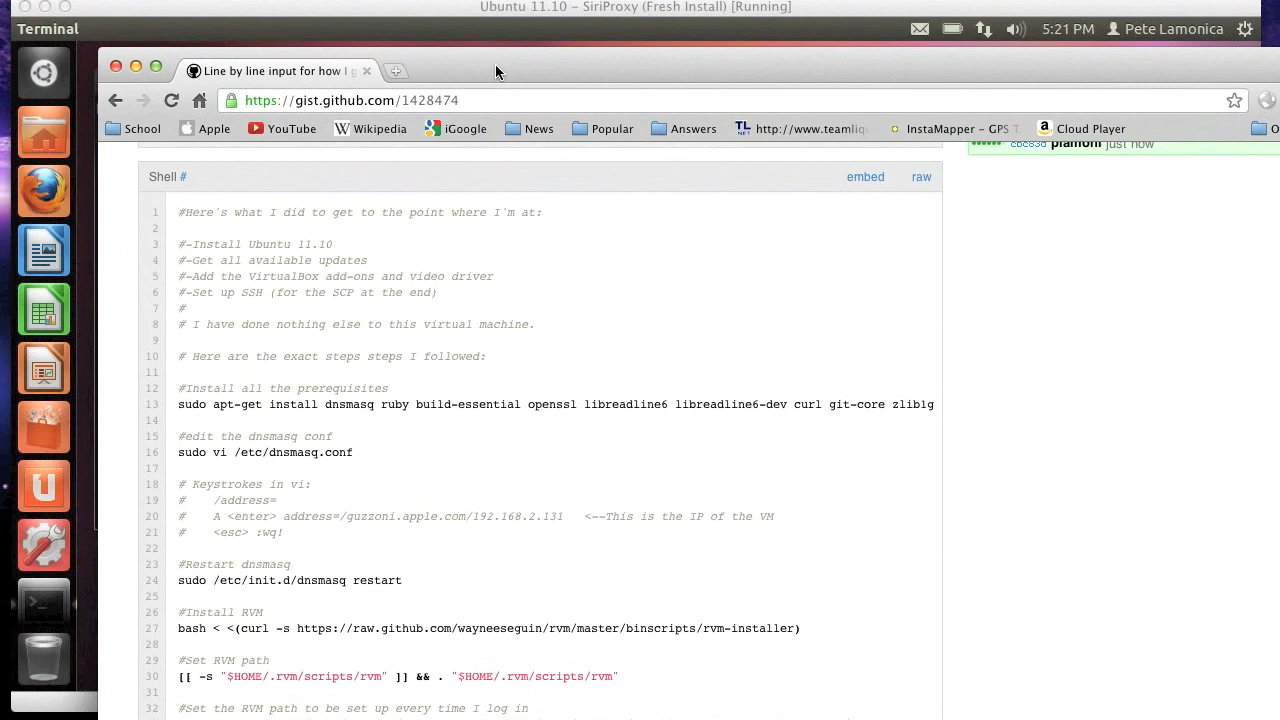 Ubuntu 11.10 – SiriProxy (Fresh Install) [Running]
Terminal
5:21 PM
Pete Lamonica
Line by line input for how I g
https://gist.github.com/1428474
School
Apple
YouTube
Wikipedia
iGoogle
News
Popular
Answers
TL
NET
http://www.teamliq
InstaMapper - GPS T
Cloud Player
plamoni just now
Shell #
embed
raw
1 #Here's what I did to get to the point where I'm at:
2
3 #-Install Ubuntu 11.10
4 #-Get all available updates
5 #-Add the VirtualBox add-ons and video driver
6 #-Set up SSH (for the SCP at the end)
7 #
8 # I have done nothing else to this virtual machine.
9
10 # Here are the exact steps steps I followed:
11
12 #Install all the prerequisites
13 sudo apt-get install dnsmasq ruby build-essential openssl libreadline6 libreadline6-dev curl git-core zlib1g
14
15 #edit the dnsmasq conf
16 sudo vi /etc/dnsmasq.conf
17
18 # Keystrokes in vi:
19 # /address=
20 # A <enter> address=/guzzoni.apple.com/192.168.2.131 <--This is the IP of the VM
21 # <esc> :wq!
22
23 #Restart dnsmasq
24 sudo /etc/init.d/dnsmasq restart
25
26 #Install RVM
27 bash < <(curl -s https://raw.github.com/wayneeseguin/rvm/master/binscripts/rvm-installer)
28
29 #Set RVM path
30 [[ -s "$HOME/.rvm/scripts/rvm" ]] && . "$HOME/.rvm/scripts/rvm"
31
32 #Set the RVM path to be set up every time I log in